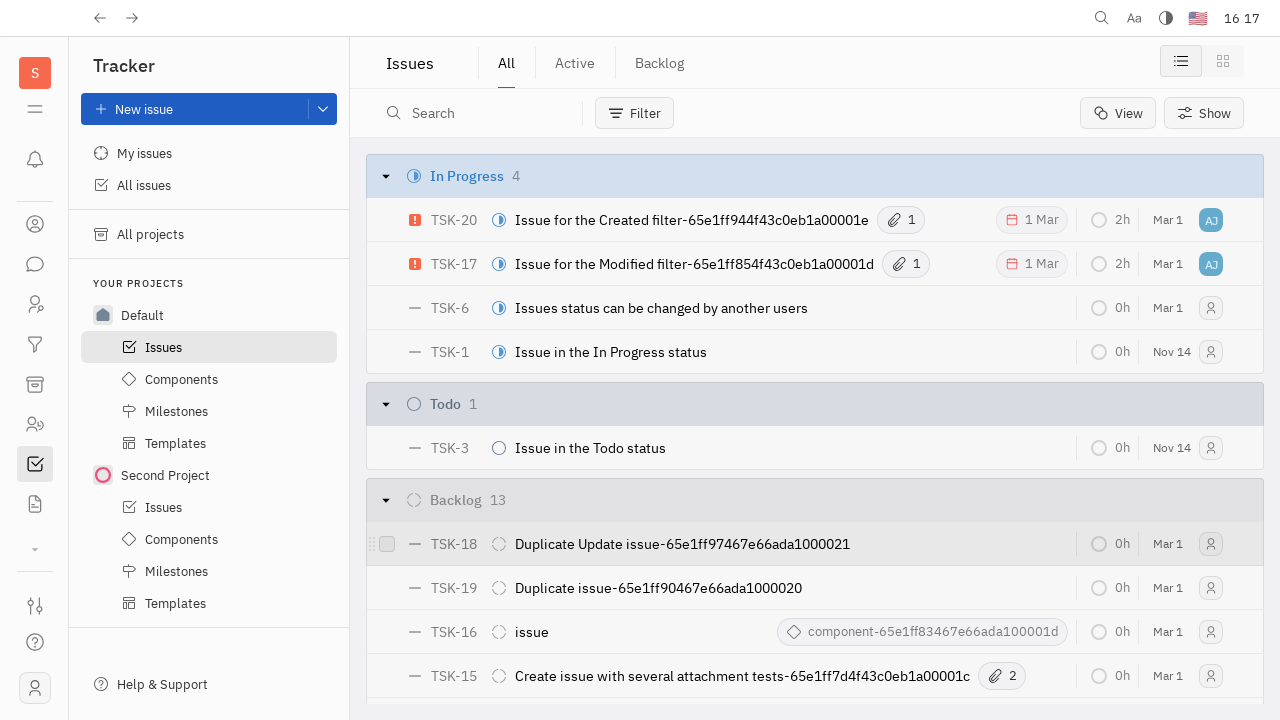 Aa 16 17
S
Tracker
New issue
My issues
All issues
All projects
YOUR PROJECTS
Default
Issues
Components
Milestones
Templates
Second Project
Issues
Components
Milestones
Templates
Help & Support
Issues All Active Backlog
Search Filter View Show
In Progress 4
TSK-20 Issue for the Created filter-65e1ff944f43c0eb1a00001e 1 1 Mar 2h Mar 1 AJ
TSK-17 Issue for the Modified filter-65e1ff854f43c0eb1a00001d 1 1 Mar 2h Mar 1 AJ
TSK-6 Issues status can be changed by another users 0h Mar 1
TSK-1 Issue in the In Progress status 0h Nov 14
Todo 1
TSK-3 Issue in the Todo status 0h Nov 14
Backlog 13
TSK-18 Duplicate Update issue-65e1ff97467e66ada1000021 0h Mar 1
TSK-19 Duplicate issue-65e1ff90467e66ada1000020 0h Mar 1
TSK-16 issue component-65e1ff83467e66ada100001d 0h Mar 1
TSK-15 Create issue with several attachment tests-65e1ff7d4f43c0eb1a00001c 2 0h Mar 1